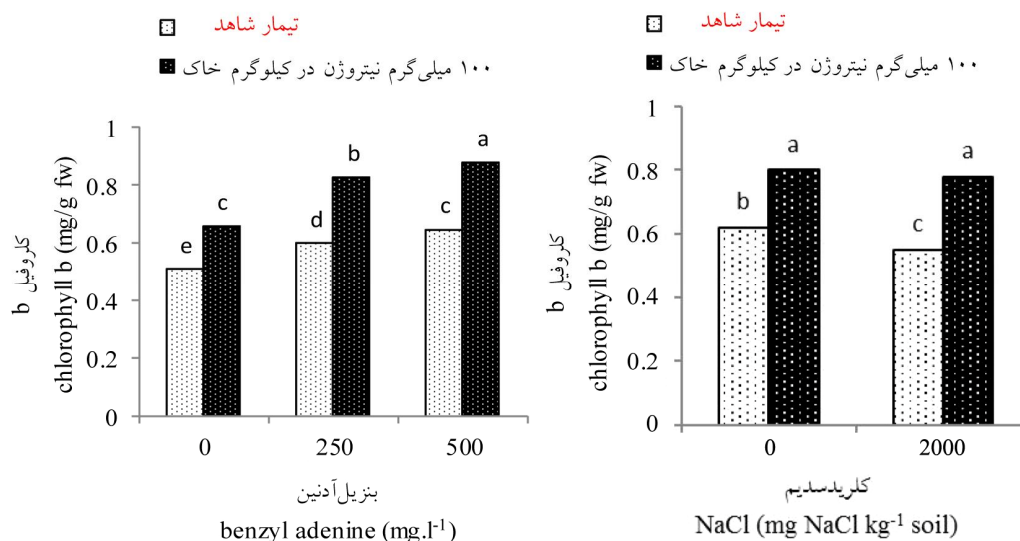 تیمار شاهد
۱۰۰ میلی‌گرم نیتروژن در کیلوگرم خاک
کلروفیل b
chlorophyll b (mg/g fw)
1
0.8
0.6
0.4
0.2
0
e
c
d
b
c
a
0
250
500
بنزیل‌آدنین
benzyl adenine (mg.l-1)
تیمار شاهد
۱۰۰ میلی‌گرم نیتروژن در کیلوگرم خاک
کلروفیل b
chlorophyll b (mg/g fw)
1
0.8
0.6
0.4
0.2
0
b
a
c
a
0
2000
کلریدسدیم
NaCl (mg NaCl kg-1 soil)